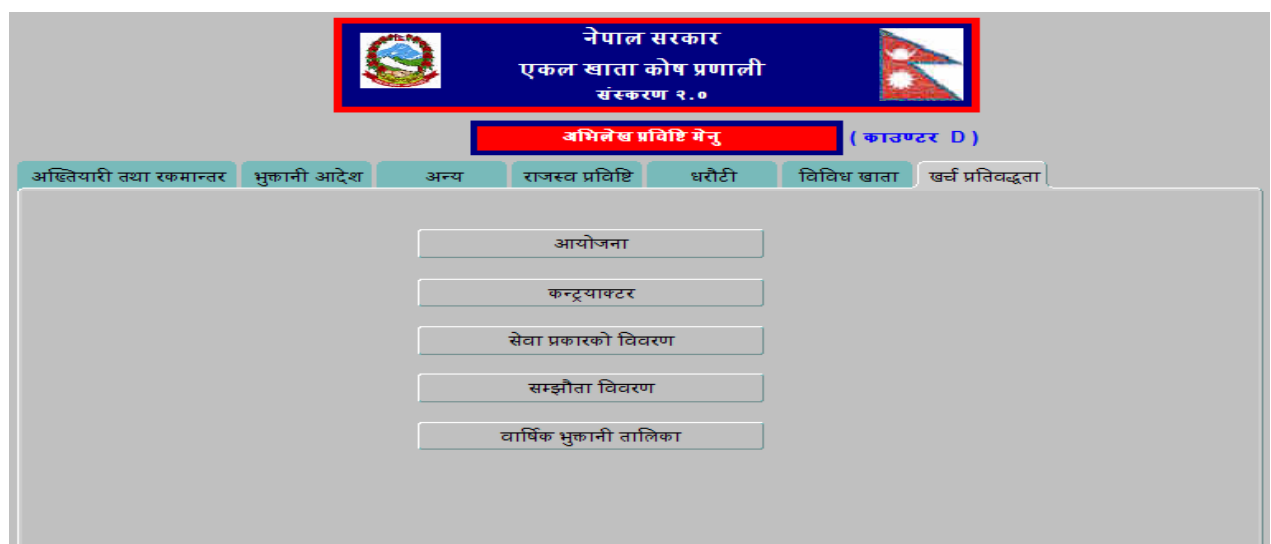 नेपाल सरकार
एकल खाता कोष प्रणाली
संस्करण २.०
अभिलेख प्रविष्टि मेनु
( काउण्टर D )
अख्तियारी तथा रकमान्तर भुक्तानी आदेश अन्य राजस्व प्रविष्टि धरौटी विविध खाता खर्च प्रतिवद्धता
आयोजना
कन्ट्रयाक्टर
सेवा प्रकारको विवरण
सम्झौता विवरण
वार्षिक भुक्तानी तालिका